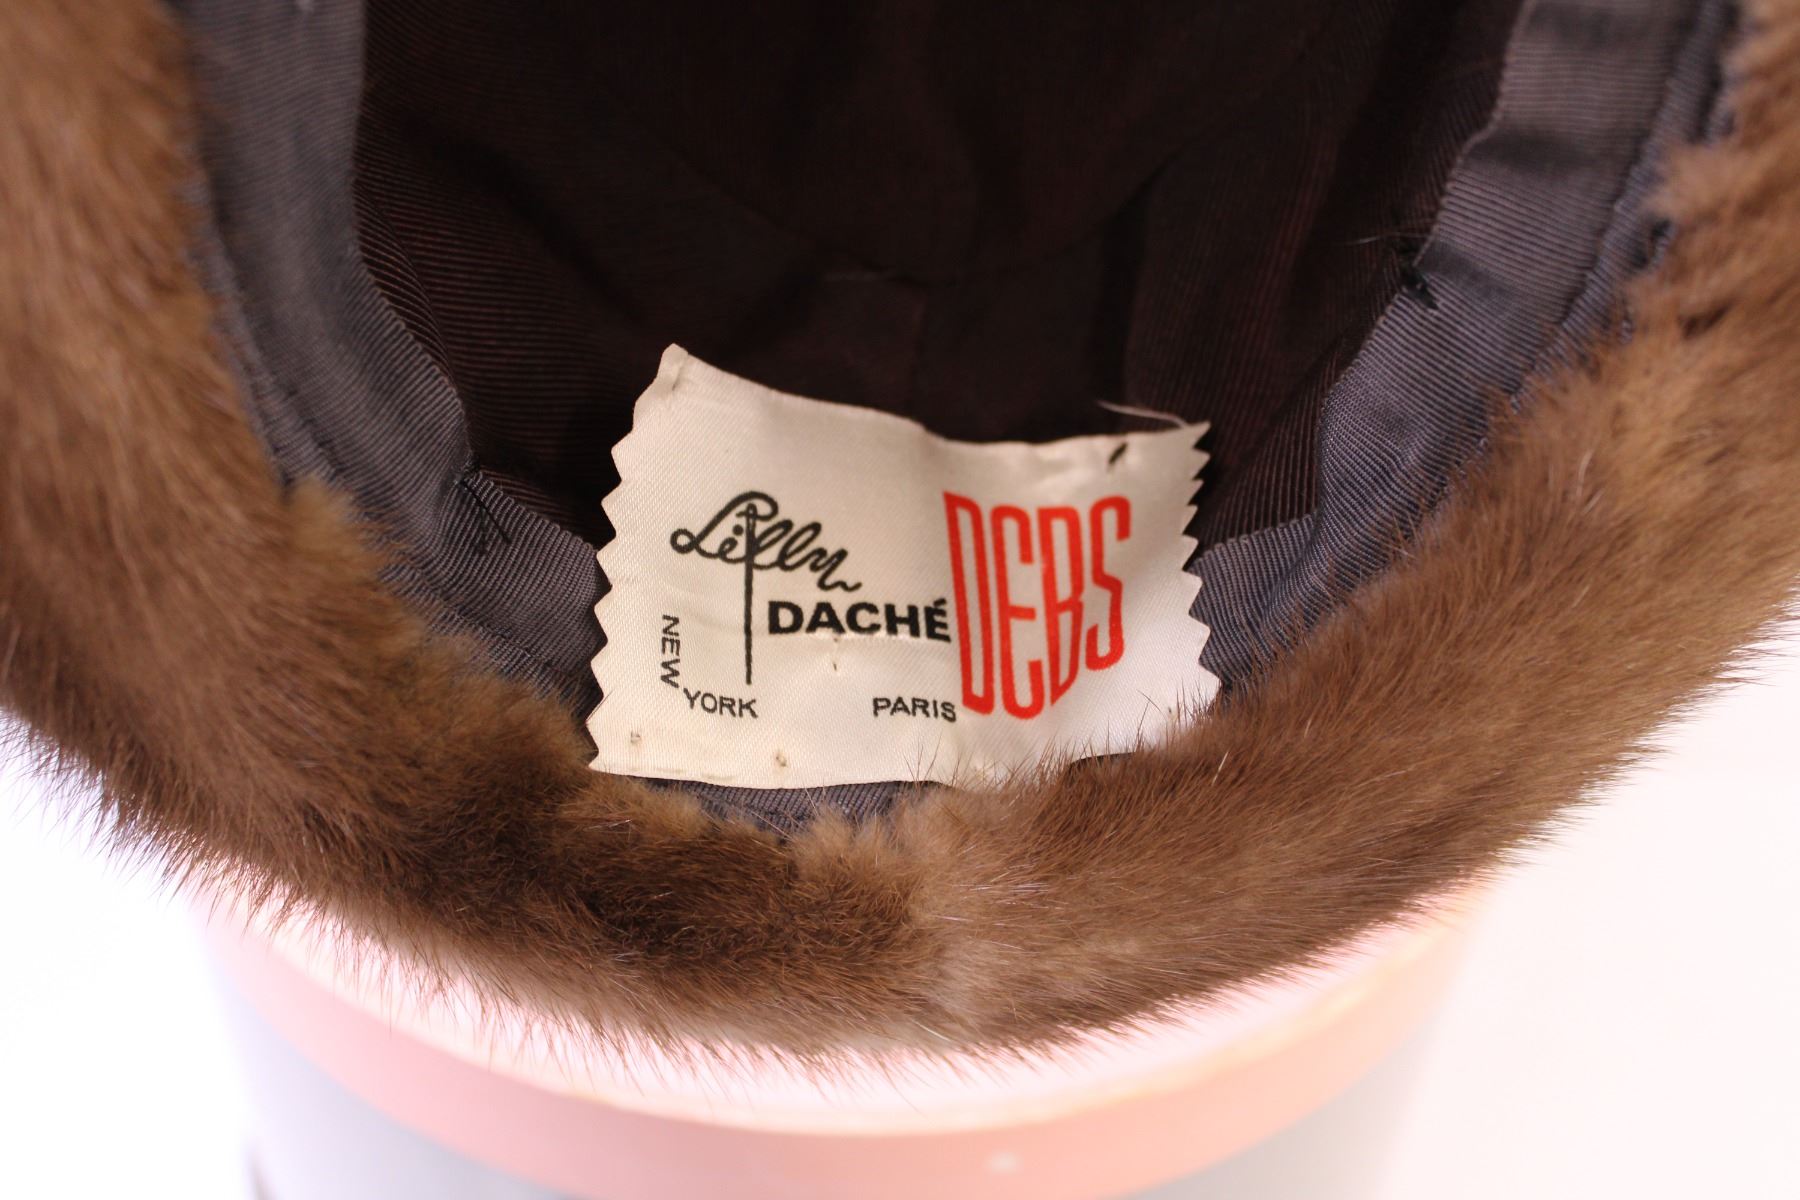 Lilly
DACHÉ DEBS
NEW
YORK PARIS